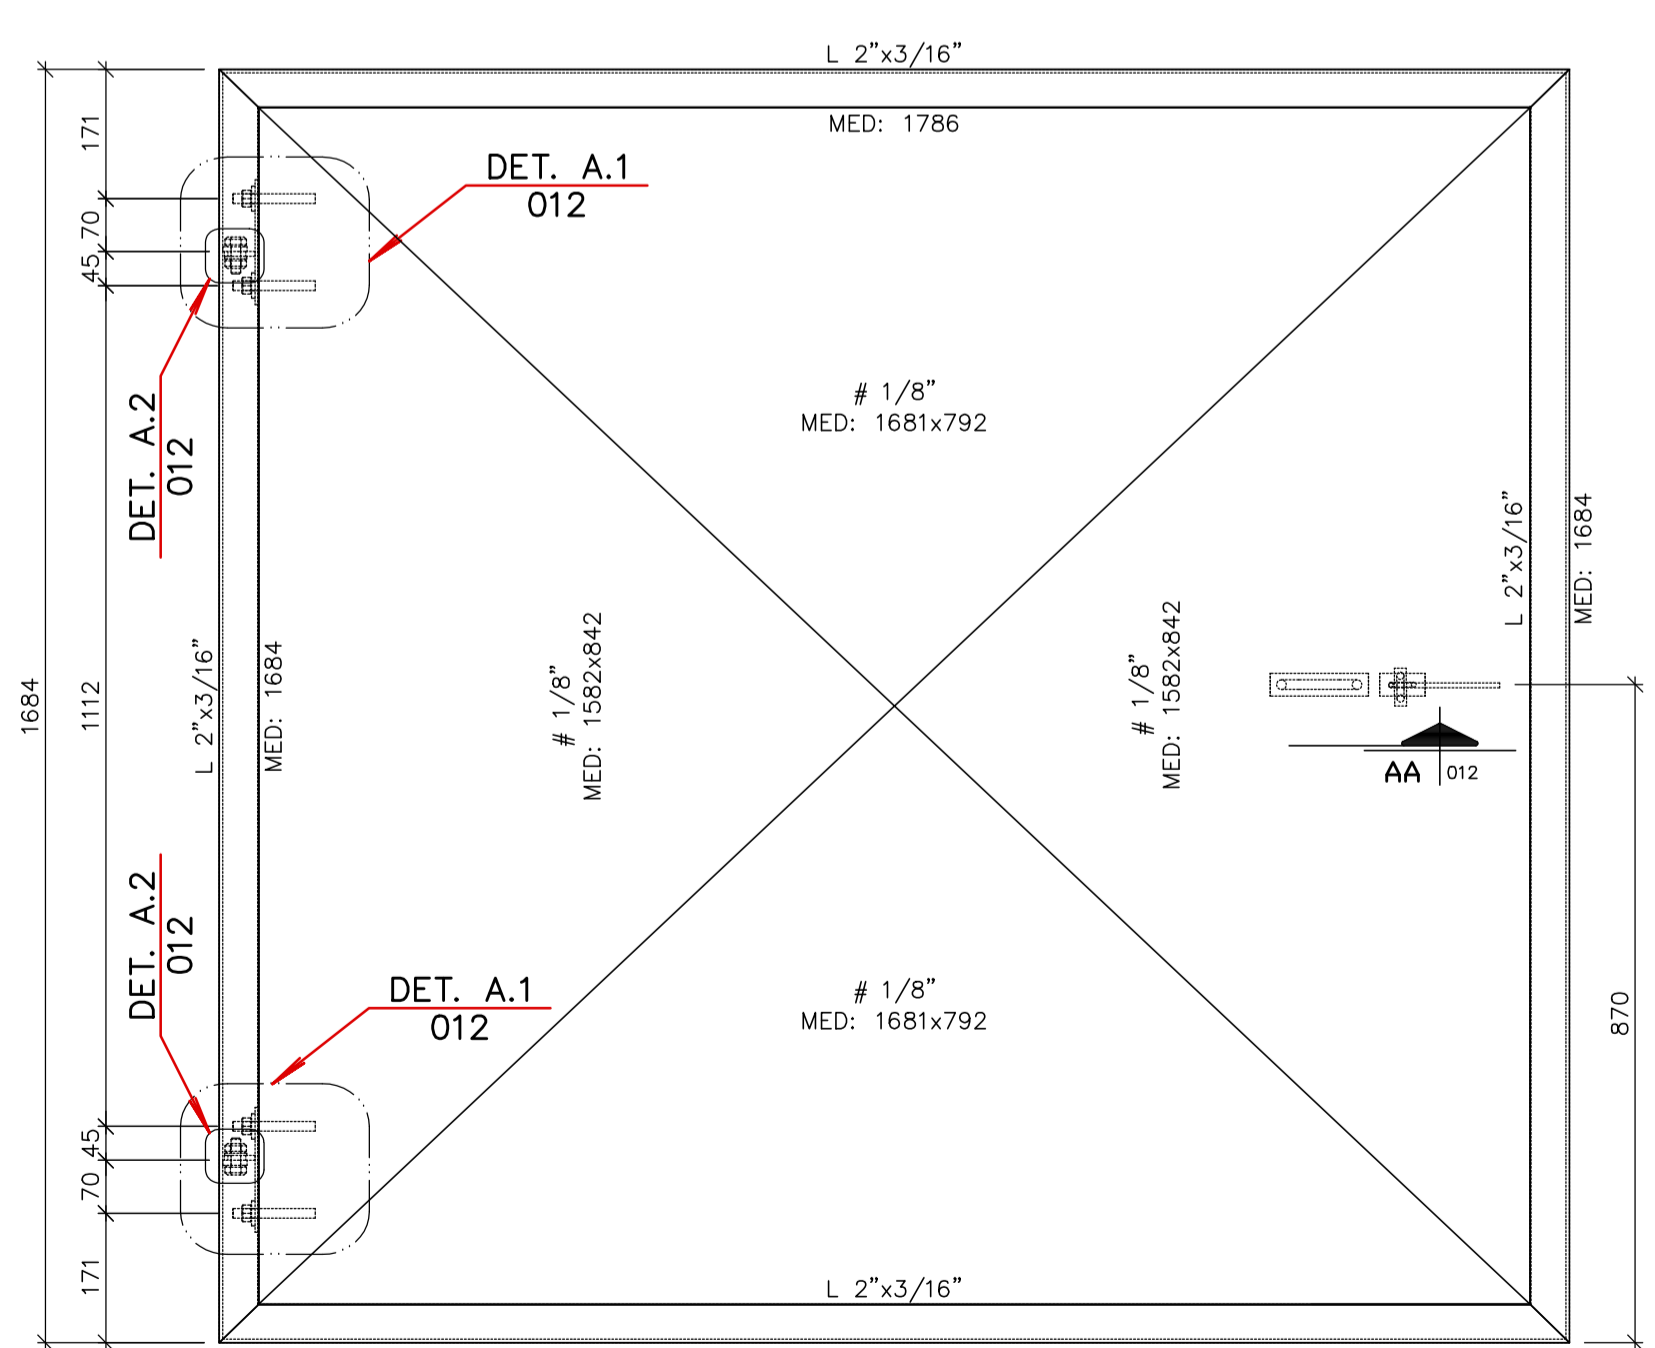 L 2”x3/16”
MED: 1786
171
70
45
DET. A.1
012
DET. A.2
012
# 1/8”
MED: 1681x792
1684
1112
L 2”x3/16”
MED: 1684
# 1/8”
MED: 1582x842
# 1/8”
MED: 1582x842
L 2”x3/16”
MED: 1684
AA
012
DET. A.2
012
DET. A.1
012
# 1/8”
MED: 1681x792
870
45
70
171
L 2”x3/16”